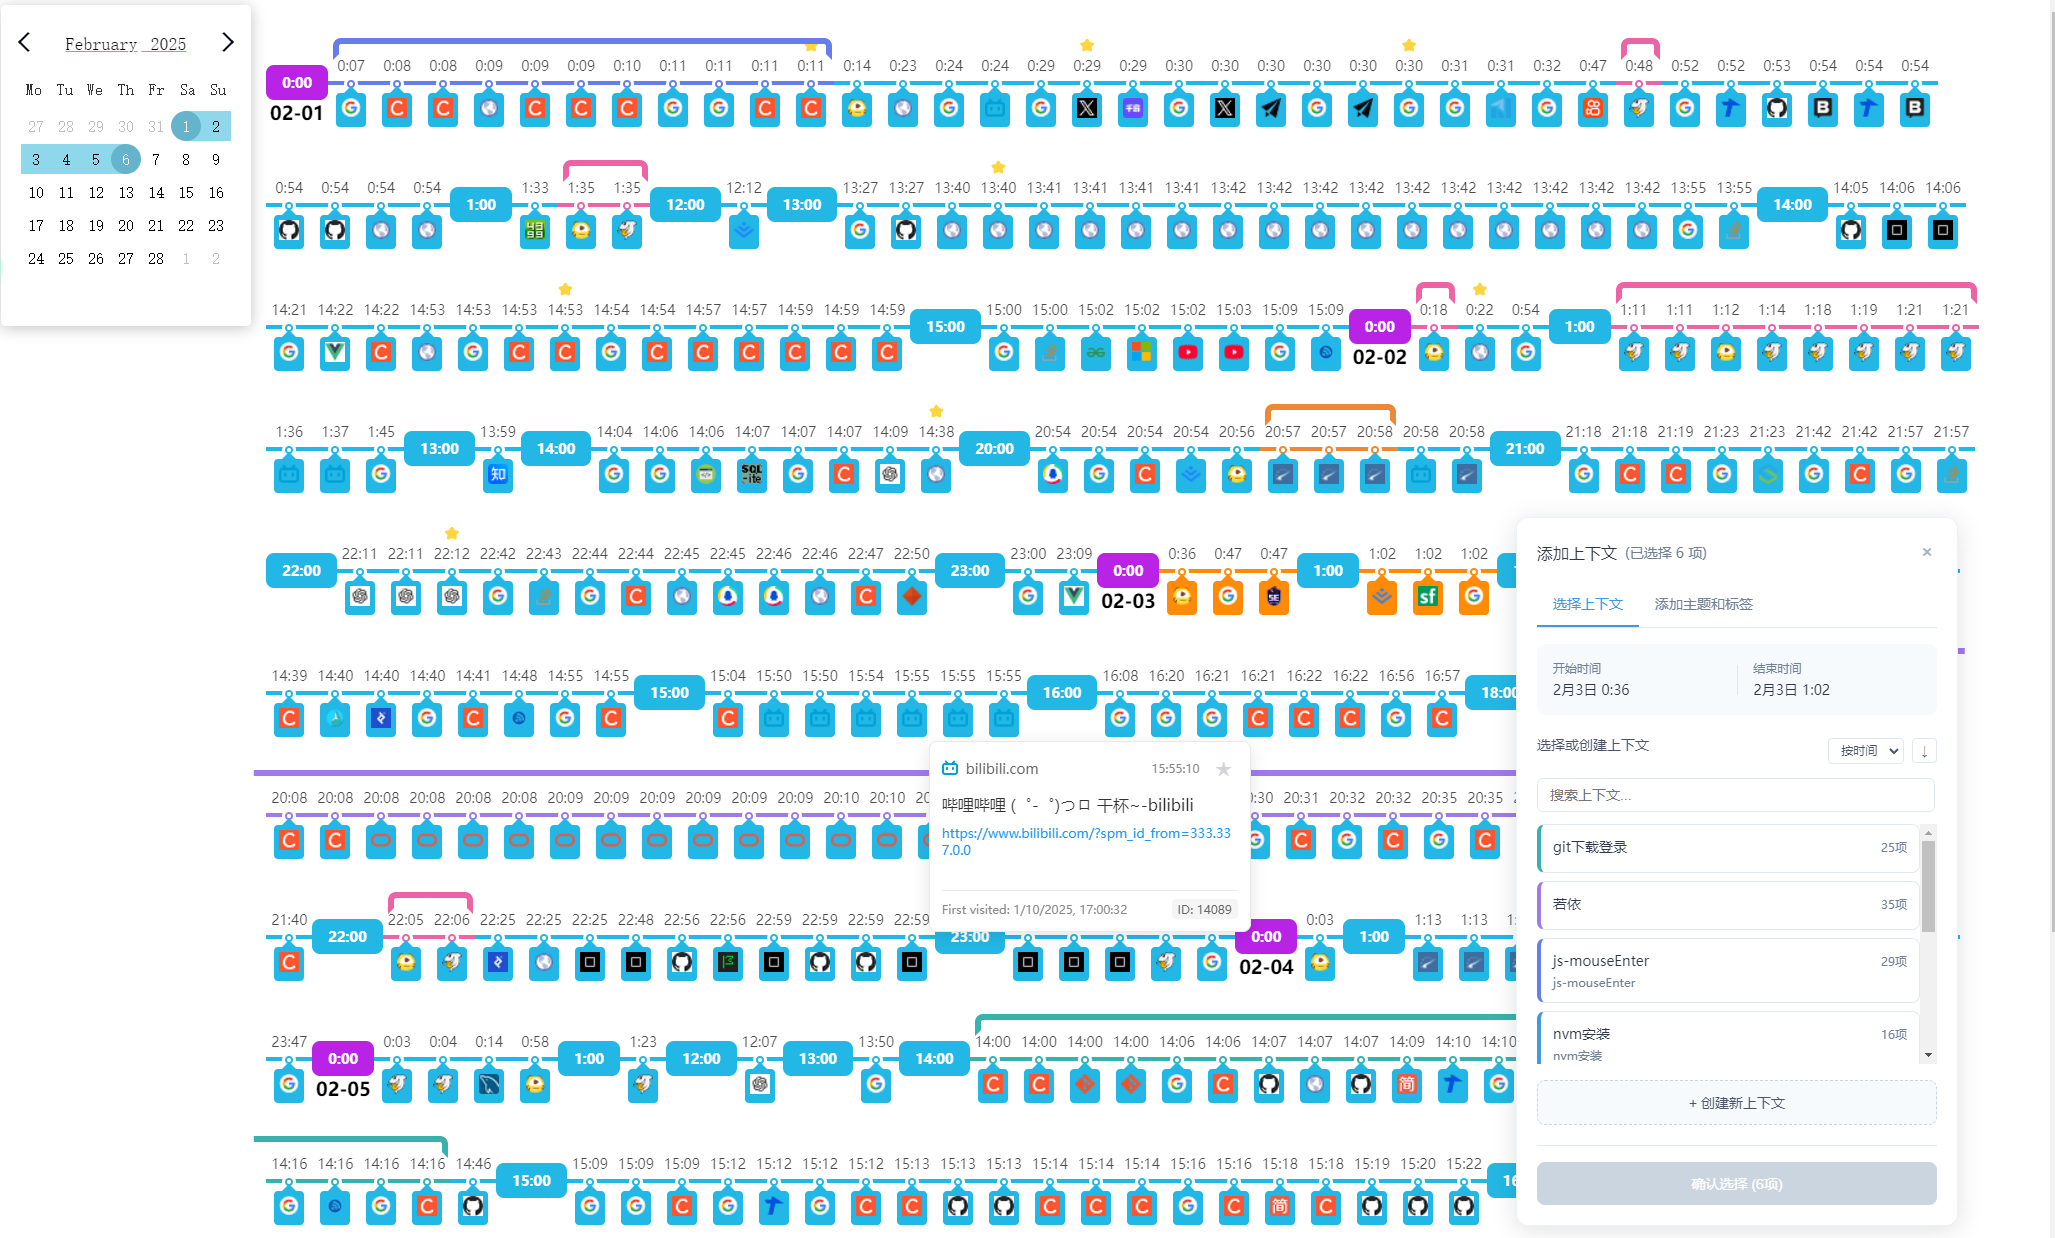 February 2025
Mo Tu We Th Fr Sa Su
27 28 29 30 31 1 2
3 4 5 6 7 8 9
10 11 12 13 14 15 16
17 18 19 20 21 22 23
24 25 26 27 28 1 2
0:00 0:07 0:08 0:08 0:09 0:09 0:09 0:10 0:11 0:11 0:11 0:11 0:14 0:23 0:24 0:24 0:29 0:29 0:29 0:30 0:30 0:30 0:30 0:30 0:30 0:31 0:31 0:32 0:47 0:48 0:52 0:52 0:53 0:54 0:54 0:54
02-01
0:54 0:54 0:54 0:54 1:00 1:33 1:35 1:35 12:00 12:12 13:00 13:27 13:27 13:40 13:40 13:41 13:41 13:41 13:41 13:42 13:42 13:42 13:42 13:42 13:42 13:42 13:42 13:42 13:42 13:55 13:55 14:00 14:05 14:06 14:06
14:21 14:22 14:22 14:53 14:53 14:53 14:53 14:54 14:54 14:57 14:57 14:59 14:59 14:59 15:00 15:00 15:00 15:02 15:02 15:02 15:03 15:09 15:09 0:00 0:18 0:22 0:54 1:00 1:11 1:11 1:12 1:14 1:18 1:19 1:21 1:21
02-02
1:36 1:37 1:45 13:00 13:59 14:00 14:04 14:06 14:06 14:07 14:07 14:07 14:09 14:38 20:00 20:54 20:54 20:54 20:54 20:56 20:57 20:57 20:58 20:58 20:58 21:00 21:18 21:18 21:19 21:23 21:23 21:42 21:42 21:57 21:57
22:00 22:11 22:11 22:12 22:42 22:43 22:44 22:44 22:45 22:45 22:46 22:46 22:47 22:50 23:00 23:00 23:09 0:00 0:36 0:47 0:47 1:00 1:02 1:02 1:02
02-03
14:39 14:40 14:40 14:40 14:41 14:48 14:55 14:55 15:00 15:04 15:50 15:50 15:54 15:55 15:55 15:55 16:00 16:08 16:20 16:21 16:21 16:22 16:22 16:56 16:57 18:00
20:08 20:08 20:08 20:08 20:08 20:08 20:09 20:09 20:09 20:09 20:09 20:09 20:10 20:10 0:30 20:31 20:32 20:32 20:35 20:35
21:40 22:00 22:05 22:06 22:25 22:25 22:25 22:48 22:56 22:56 22:59 22:59 22:59 22:59 23:00 0:00 0:03 1:00 1:13 1:13
02-04
23:47 0:00 0:03 0:04 0:14 0:58 1:00 1:23 12:00 12:07 13:00 13:50 14:00 14:00 14:00 14:00 14:00 14:06 14:06 14:07 14:07 14:07 14:09 14:10 14:10
02-05
14:16 14:16 14:16 14:16 14:46 15:00 15:09 15:09 15:09 15:12 15:12 15:12 15:12 15:13 15:13 15:13 15:14 15:14 15:14 15:16 15:16 15:18 15:18 15:19 15:20 15:22
bilibili.com 15:55:10
哔哩哔哩 ( ゜- ゜)つロ 干杯~-bilibili
https://www.bilibili.com/?spm_id_from=333.33
7.0.0
First visited: 1/10/2025, 17:00:32 ID: 14089
添加上下文 (已选择 6 项) ×
选择上下文 添加主题和标签
开始时间 结束时间
2月3日 0:36 2月3日 1:02
选择或创建上下文 按时间 ↓
搜索上下文...
git下载登录 25项
若依 35项
js-mouseEnter 29项
js-mouseEnter
nvm安装 16项
nvm安装
+ 创建新上下文
确认选择 (6项)